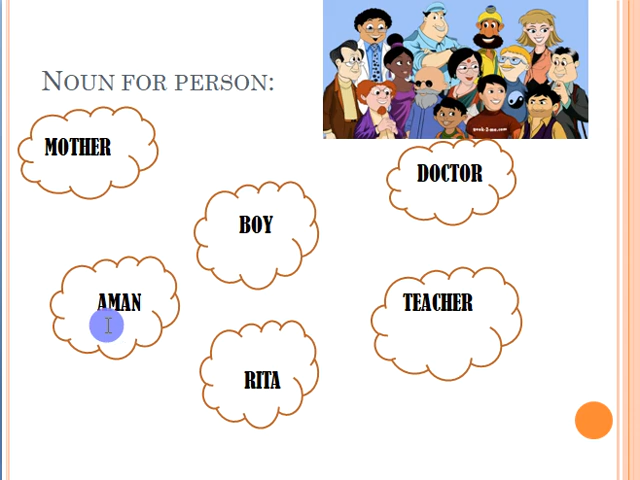 NOUN FOR PERSON:
MOTHER
DOCTOR
BOY
AMAN
TEACHER
RITA